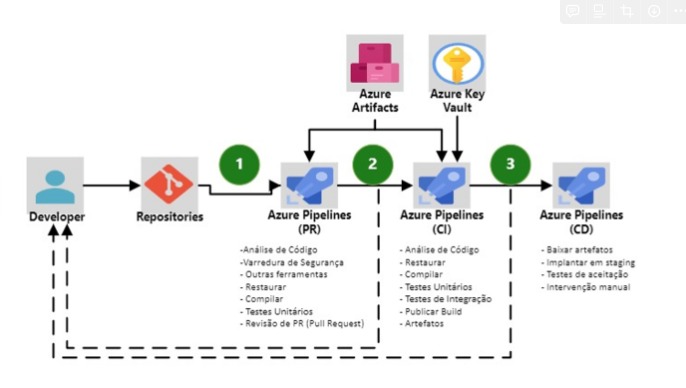 Azure
Artifacts
Azure Key
Vault
1
2
3
Developer
Repositories
Azure Pipelines
(PR)
Azure Pipelines
(CI)
Azure Pipelines
(CD)
-Análise de Código
-Varredura de Segurança
- Outras ferramentas
- Restaurar
- Compilar
- Testes Unitários
- Revisão de PR (Pull Request)
- Análise de Código
- Restaurar
- Compilar
- Testes Unitários
- Testes de Integração
- Publicar Build
- Artefatos
- Baixar artefatos
- Implantar em staging
- Testes de aceitação
- Intervenção manual